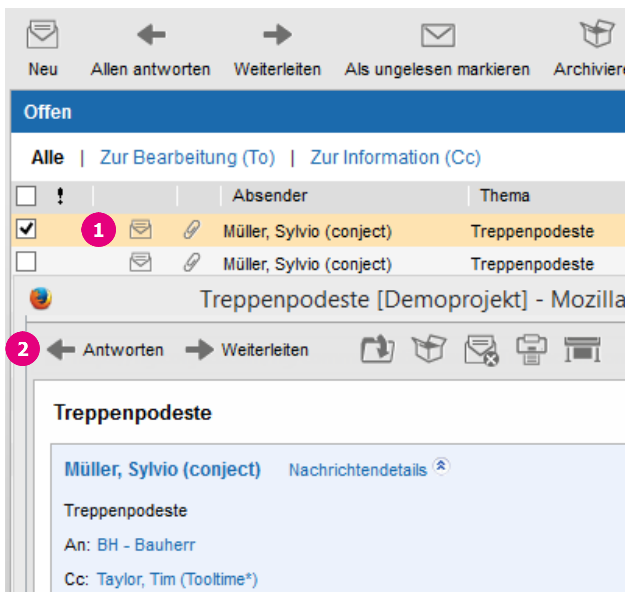 Neu Allen antworten Weiterleiten Als ungelesen markieren Archiviere
Offen
Alle | Zur Bearbeitung (To) | Zur Information (Cc)
! Absender Thema
1 Müller, Sylvio (conject) Treppenpodeste
Müller, Sylvio (conject) Treppenpodeste
Treppenpodeste [Demoprojekt] - Mozilla
2 Antworten Weiterleiten
Treppenpodeste
Müller, Sylvio (conject) Nachrichtendetails
Treppenpodeste
An: BH - Bauherr
Cc: Taylor, Tim (Tooltime*)